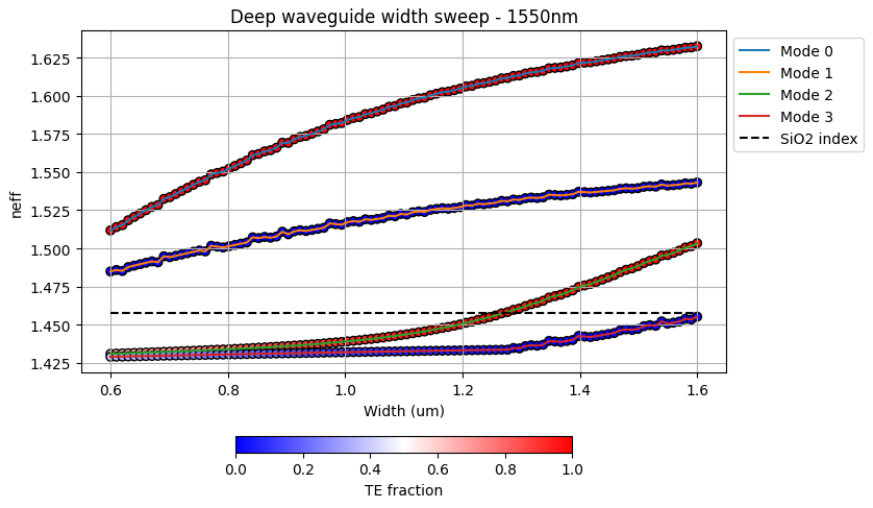 Deep waveguide width sweep - 1550nm
neff
1.625
1.600
1.575
1.550
1.525
1.500
1.475
1.450
1.425
0.6 0.8 1.0 1.2 1.4 1.6
Width (um)
Mode 0
Mode 1
Mode 2
Mode 3
SiO2 index
0.0 0.2 0.4 0.6 0.8 1.0
TE fraction